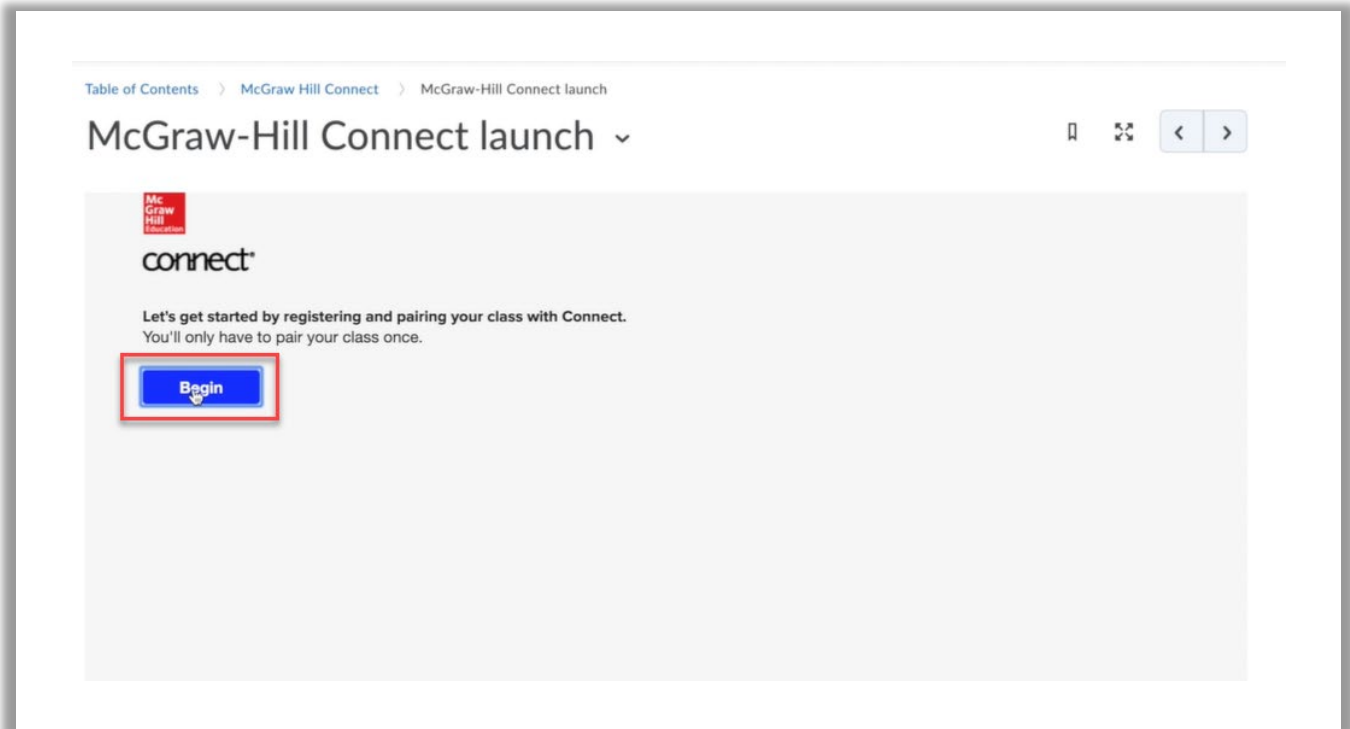 Table of Contents > McGraw Hill Connect > McGraw-Hill Connect launch
McGraw-Hill Connect launch
Mc
Graw
Hill
Education
connect®
Let's get started by registering and pairing your class with Connect.
You'll only have to pair your class once.
Begin